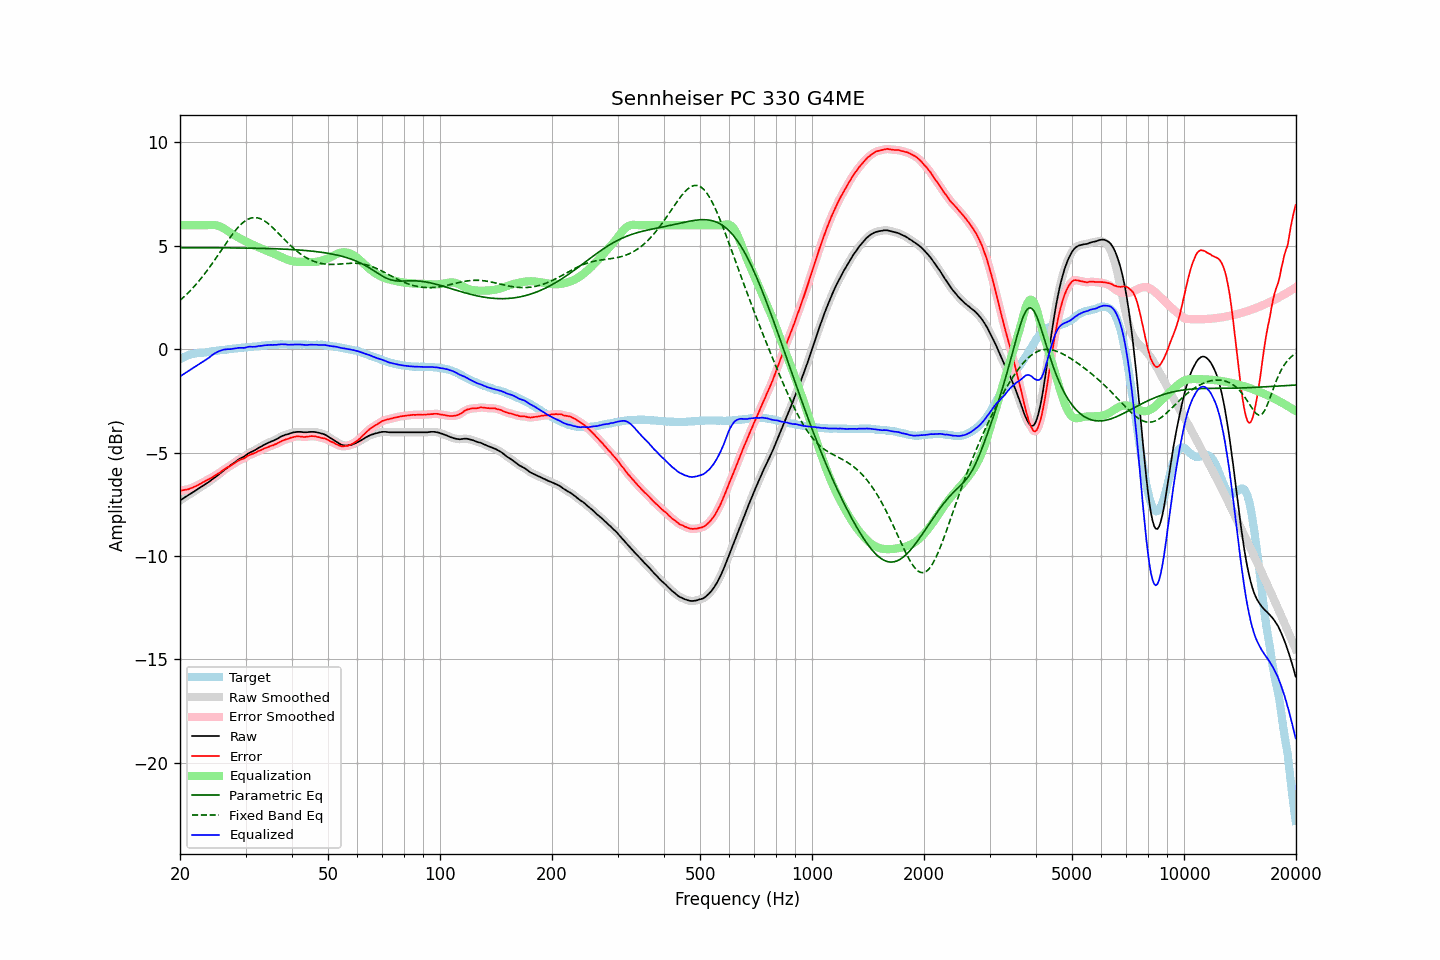 Sennheiser PC 330 G4ME
10
5
0
−5
−10
−15
−20
Amplitude (dBr)
Target
Raw Smoothed
Error Smoothed
Raw
Error
Equalization
Parametric Eq
Fixed Band Eq
Equalized
20 50 100 200 500 1000 2000 5000 10000 20000
Frequency (Hz)